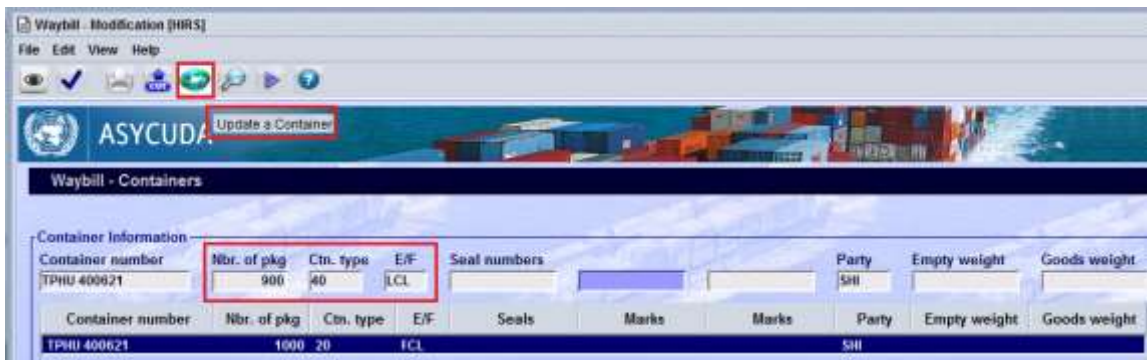 Waybill - Modification [HIRS]
File Edit View Help
Update a Container
ASYCUDA
Waybill - Containers
Container Information
Container number Nbr. of pkg Ctn. type E/F Seal numbers Party Empty weight Goods weight
TPHU 400621 900 40 LCL SHI
Container number Nbr. of pkg Ctn. type E/F Seals Marks Marks Party Empty weight Goods weight
TPHU 400621 1000 20 FCL SHI